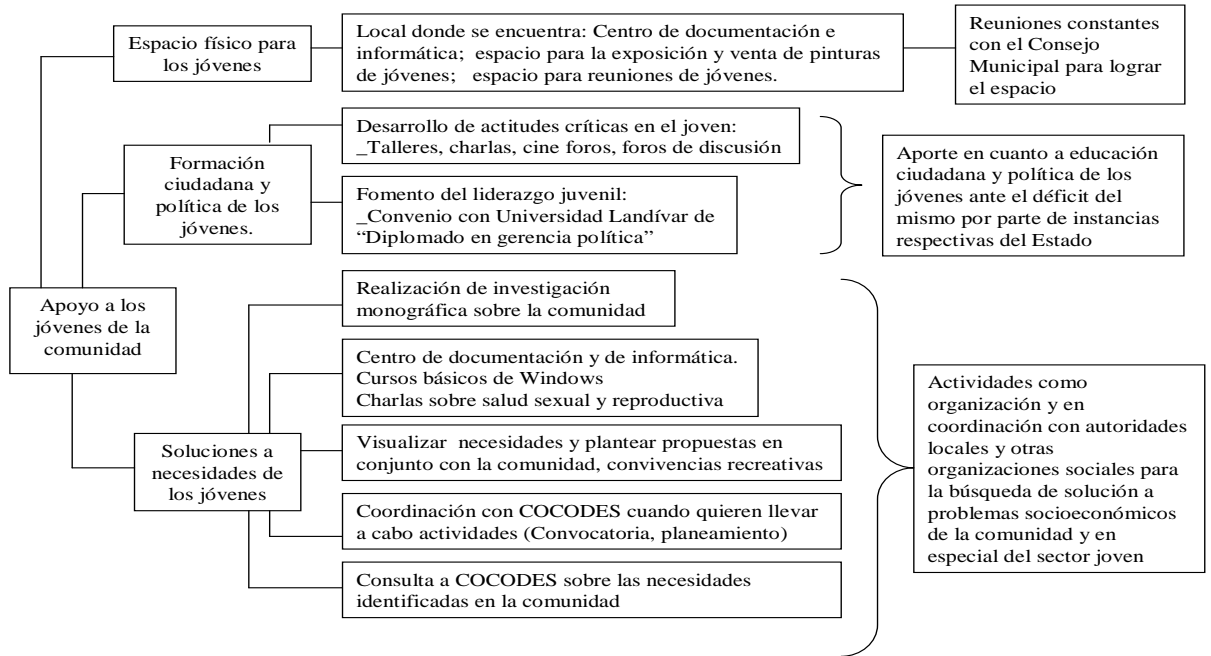 Espacio físico para
los jóvenes
Local donde se encuentra: Centro de documentación e
informática;  espacio para la exposición y venta de pinturas
de jóvenes;   espacio para reuniones de jóvenes.
Reuniones constantes
con el Consejo
Municipal para lograr
el espacio
Formación
ciudadana y
política de los
jóvenes.
Desarrollo de actitudes críticas en el joven:
_Talleres, charlas, cine foros, foros de discusión
Fomento del liderazgo juvenil:
_Convenio con Universidad Landívar de
“Diplomado en gerencia política”
Aporte en cuanto a educación
ciudadana y política de los
jóvenes ante el déficit del
mismo por parte de instancias
respectivas del Estado
Apoyo a los
jóvenes de la
comunidad
Soluciones a
necesidades de
los jóvenes
Realización de investigación
monográfica sobre la comunidad
Centro de documentación y de informática.
Cursos básicos de Windows
Charlas sobre salud sexual y reproductiva
Visualizar  necesidades y plantear propuestas en
conjunto con la comunidad, convivencias recreativas
Coordinación con COCODES cuando quieren llevar
a cabo actividades (Convocatoria, planeamiento)
Consulta a COCODES sobre las necesidades
identificadas en la comunidad
Actividades como
organización y en
coordinación con autoridades
locales y otras
organizaciones sociales para
la búsqueda de solución a
problemas socioeconómicos
de la comunidad y en
especial del sector joven